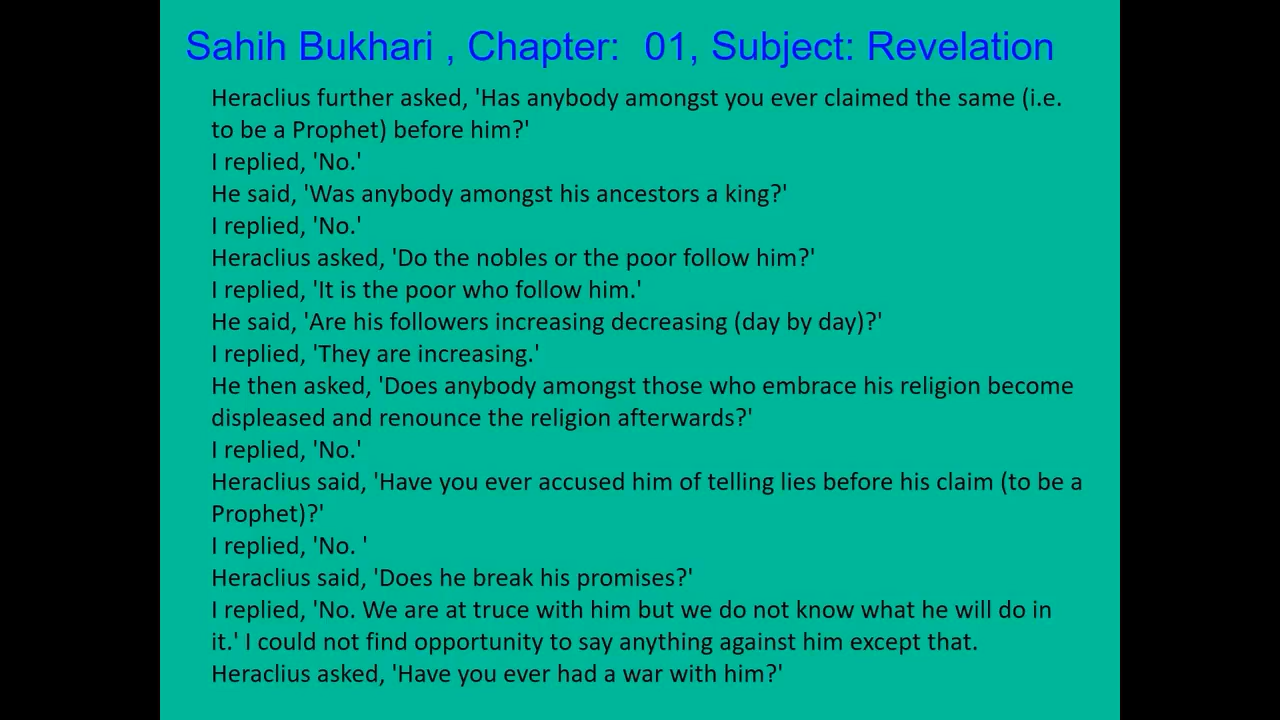 Sahih Bukhari , Chapter:  01, Subject: Revelation
Heraclius further asked, 'Has anybody amongst you ever claimed the same (i.e.
to be a Prophet) before him?'
I replied, 'No.'
He said, 'Was anybody amongst his ancestors a king?'
I replied, 'No.'
Heraclius asked, 'Do the nobles or the poor follow him?'
I replied, 'It is the poor who follow him.'
He said, 'Are his followers increasing decreasing (day by day)?'
I replied, 'They are increasing.'
He then asked, 'Does anybody amongst those who embrace his religion become
displeased and renounce the religion afterwards?'
I replied, 'No.'
Heraclius said, 'Have you ever accused him of telling lies before his claim (to be a
Prophet)?'
I replied, 'No. '
Heraclius said, 'Does he break his promises?'
I replied, 'No. We are at truce with him but we do not know what he will do in
it.' I could not find opportunity to say anything against him except that.
Heraclius asked, 'Have you ever had a war with him?'